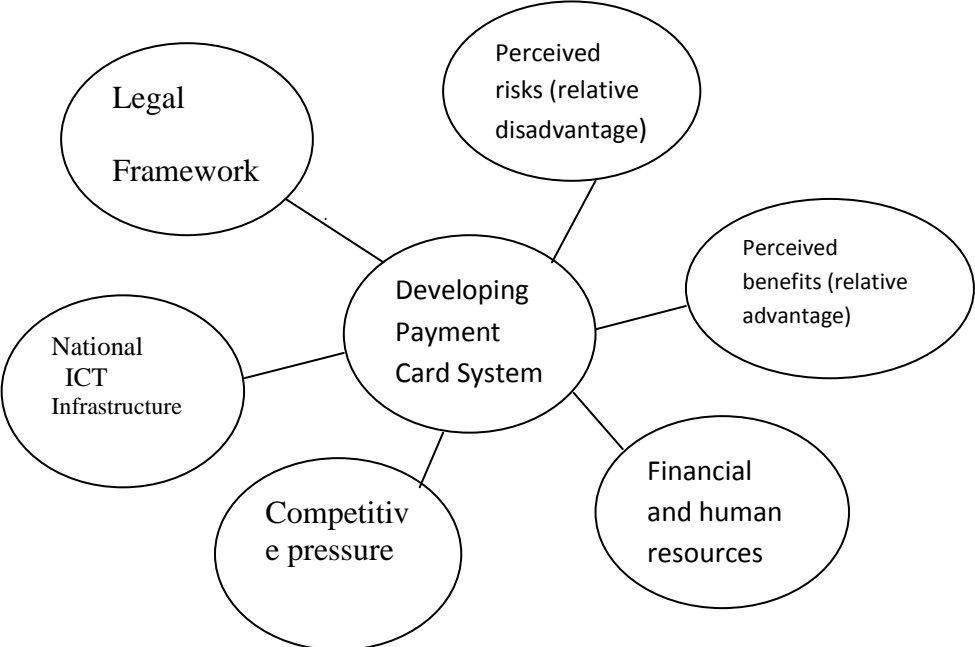 Legal
Framework
Perceived
risks (relative
disadvantage)
Perceived
benefits (relative
advantage)
Developing
Payment
Card System
National
ICT
Infrastructure
Competitiv
e pressure
Financial
and human
resources